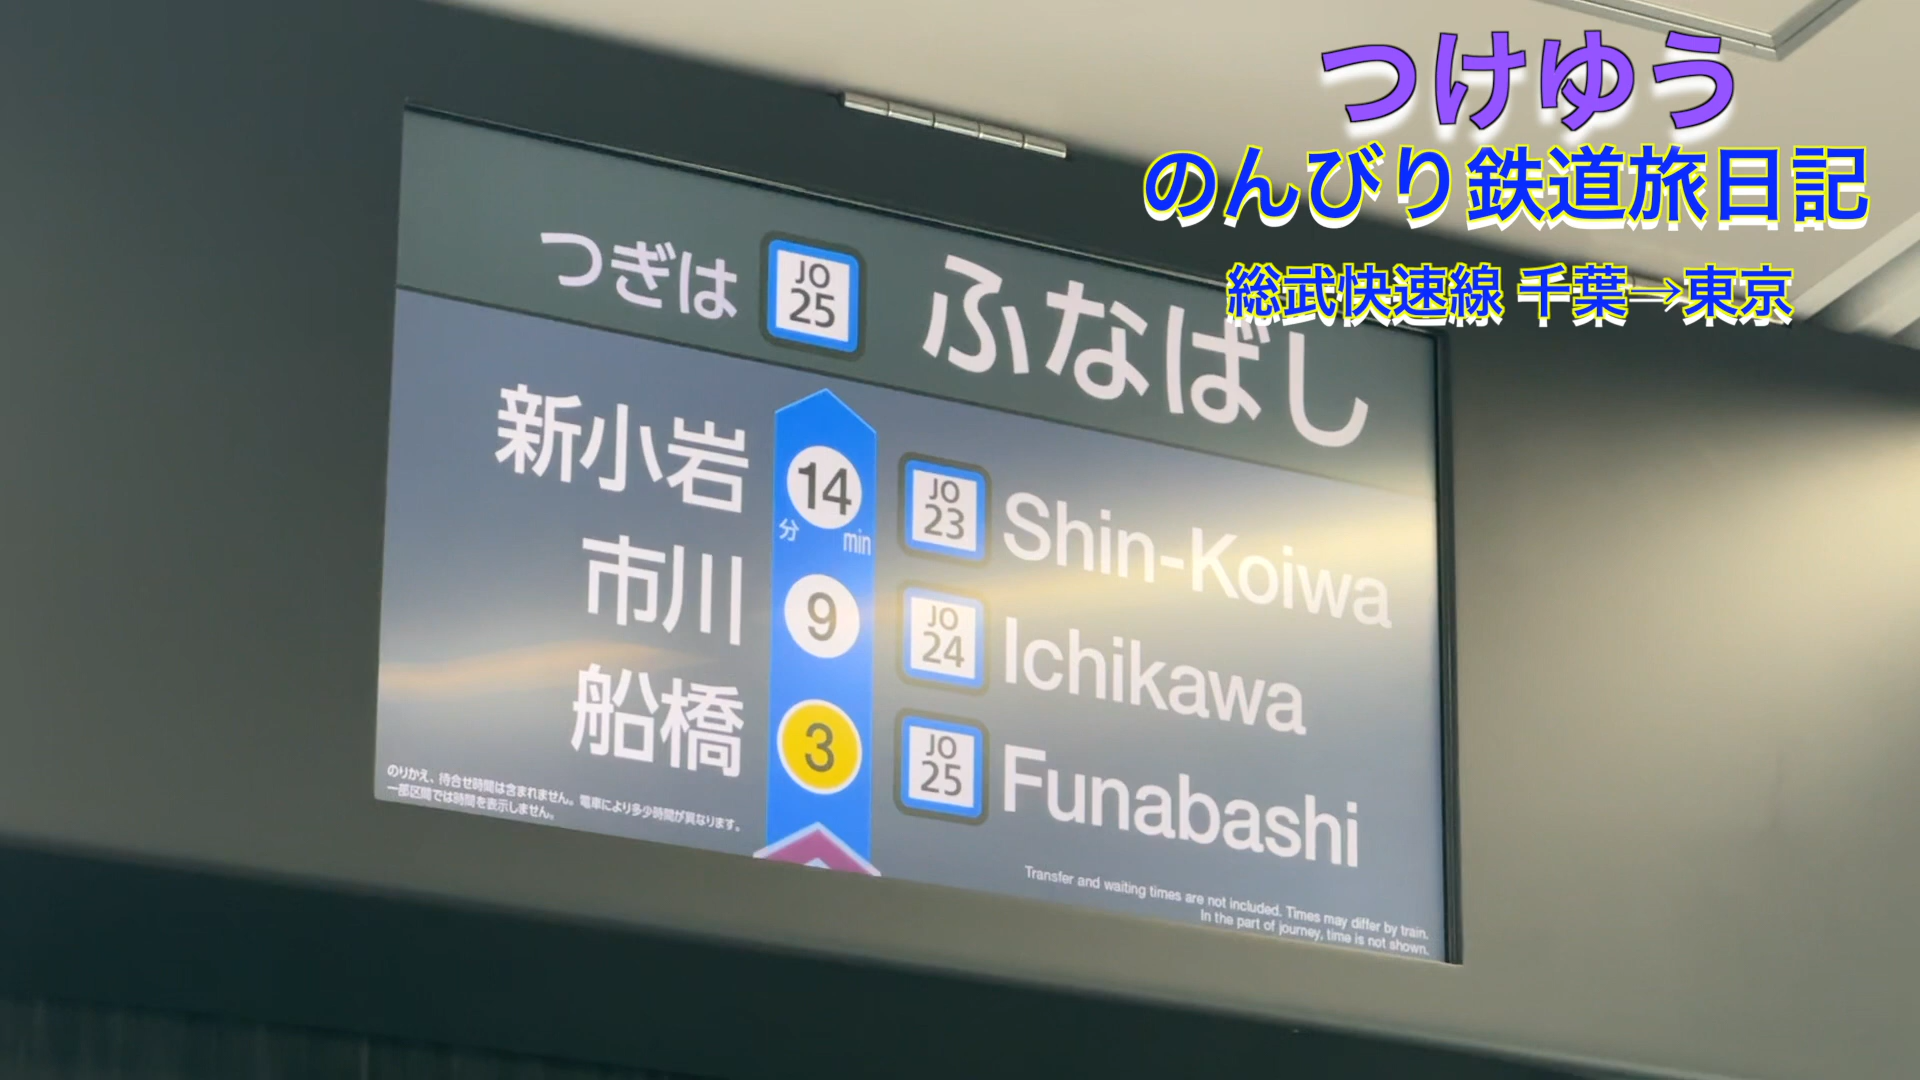 つけゆう
のんびり鉄道旅日記
総武快速線 千葉→東京
つぎは JO 25 ふなばし
新小岩 14 分 min JO 23 Shin-Koiwa
市川 9 JO 24 Ichikawa
船橋 3 JO 25 Funabashi
のりかえ、待合せ時間は含まれません。電車により多少時間が異なります。
一部区間では時間を表示しません。
Transfer and waiting times are not included. Times may differ by train.
In the part of journey, time is not shown.